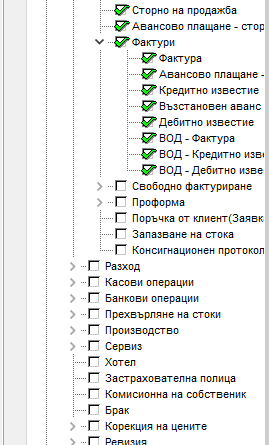 Сторно на продажба
Авансово плащане - стор
Фактури
Фактура
Авансово плащане -
Кредитно известие
Възстановен аванс
Дебитно известие
ВОД - Фактура
ВОД - Кредитно изве
ВОД - Дебитно изве
Свободно фактуриране
Проформа
Поръчка от клиент(Заявк
Запазване на стока
Консигнационен протокол
Разход
Касови операции
Банкови операции
Прехвърляне на стоки
Производство
Сервиз
Хотел
Застрахователна полица
Комисионна на собственик
Брак
Корекция на цените
Ревизия